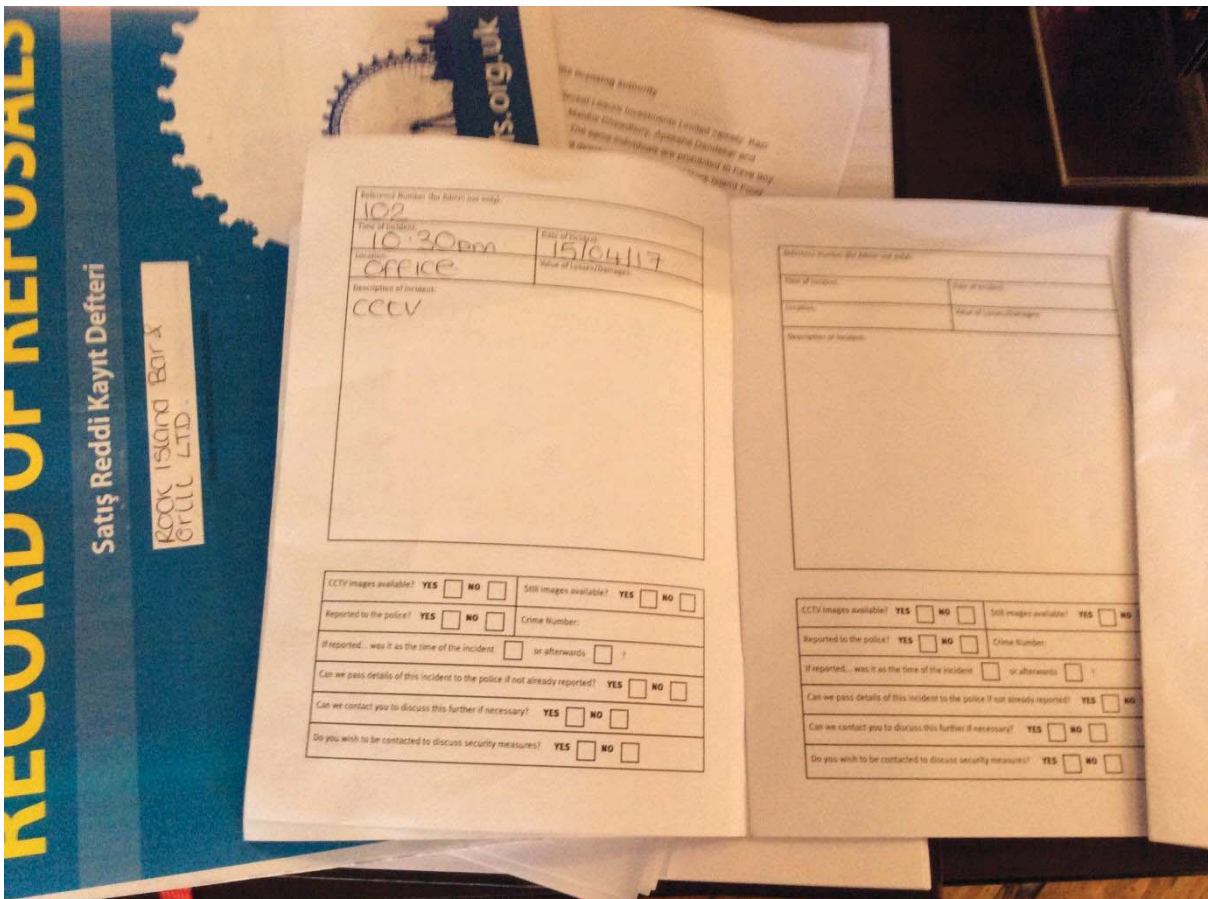 RECORD OF REFUSALS
Satış Reddi Kayıt Defteri
ROCK ISLAND BAR &
GRILL LTD.
rs.org.uk
the licensing authority
Leisure Investments Limited namely
The same individuals are prohibited to have any
Reference Number (for Admin use only):
102
Time of Incident:
10:30pm
Date of Incident:
15/04/17
Location:
OFFICE
Value of Losses/Damages:
Description of Incident:
CCTV
CCTV images available? YES NO
Still images available? YES NO
Reported to the police? YES NO
Crime Number:
If reported... was it as the time of the incident or afterwards ?
Can we pass details of this incident to the police if not already reported? YES NO
Can we contact you to discuss this further if necessary? YES NO
Do you wish to be contacted to discuss security measures? YES NO
Reference Number (for Admin use only):
Time of Incident:
Date of Incident:
Location:
Value of Losses/Damages:
Description of Incident:
CCTV images available? YES NO
Still images available? YES NO
Reported to the police? YES NO
Crime Number:
If reported... was it as the time of the incident or afterwards ?
Can we pass details of this incident to the police if not already reported? YES NO
Can we contact you to discuss this further if necessary? YES NO
Do you wish to be contacted to discuss security measures? YES NO